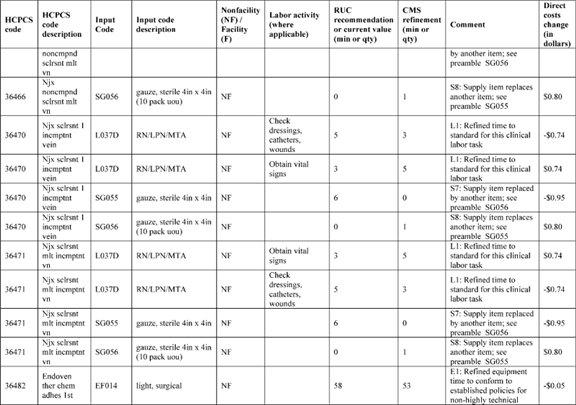 HCPCS code | HCPCS code description | Input Code | Input code description | Nonfacility (NF) / Facility (F) | Labor activity (where applicable) | RUC recommendation or current value (min or qty) | CMS refinement (min or qty) | Comment | Direct costs change (in dollars)
noncmpnd sclrsnt mlt vn | by another item; see preamble SG056
36466 | Njx noncmpnd sclrsnt mlt vn | SG056 | gauze, sterile 4in x 4in (10 pack uou) | NF | 0 | 1 | S8: Supply item replaces another item; see preamble SG055 | $0.80
36470 | Njx sclrsnt 1 incmptnt vein | L037D | RN/LPN/MTA | NF | Check dressings, catheters, wounds | 5 | 3 | L1: Refined time to standard for this clinical labor task | -$0.74
36470 | Njx sclrsnt 1 incmptnt vein | L037D | RN/LPN/MTA | NF | Obtain vital signs | 3 | 5 | L1: Refined time to standard for this clinical labor task | $0.74
36470 | Njx sclrsnt 1 incmptnt vein | SG055 | gauze, sterile 4in x 4in | NF | 6 | 0 | S7: Supply item replaced by another item; see preamble SG056 | -$0.95
36470 | Njx sclrsnt 1 incmptnt vein | SG056 | gauze, sterile 4in x 4in (10 pack uou) | NF | 0 | 1 | S8: Supply item replaces another item; see preamble SG055 | $0.80
36471 | Njx sclrsnt mlt incmptnt vn | L037D | RN/LPN/MTA | NF | Obtain vital signs | 3 | 5 | L1: Refined time to standard for this clinical labor task | $0.74
36471 | Njx sclrsnt mlt incmptnt vn | L037D | RN/LPN/MTA | NF | Check dressings, catheters, wounds | 5 | 3 | L1: Refined time to standard for this clinical labor task | -$0.74
36471 | Njx sclrsnt mlt incmptnt vn | SG055 | gauze, sterile 4in x 4in | NF | 6 | 0 | S7: Supply item replaced by another item; see preamble SG056 | -$0.95
36471 | Njx sclrsnt mlt incmptnt vn | SG056 | gauze, sterile 4in x 4in (10 pack uou) | NF | 0 | 1 | S8: Supply item replaces another item; see preamble SG055 | $0.80
36482 | Endoven ther chem adhes 1st | EF014 | light, surgical | NF | 58 | 53 | E1: Refined equipment time to conform to established policies for non-highly technical | -$0.05